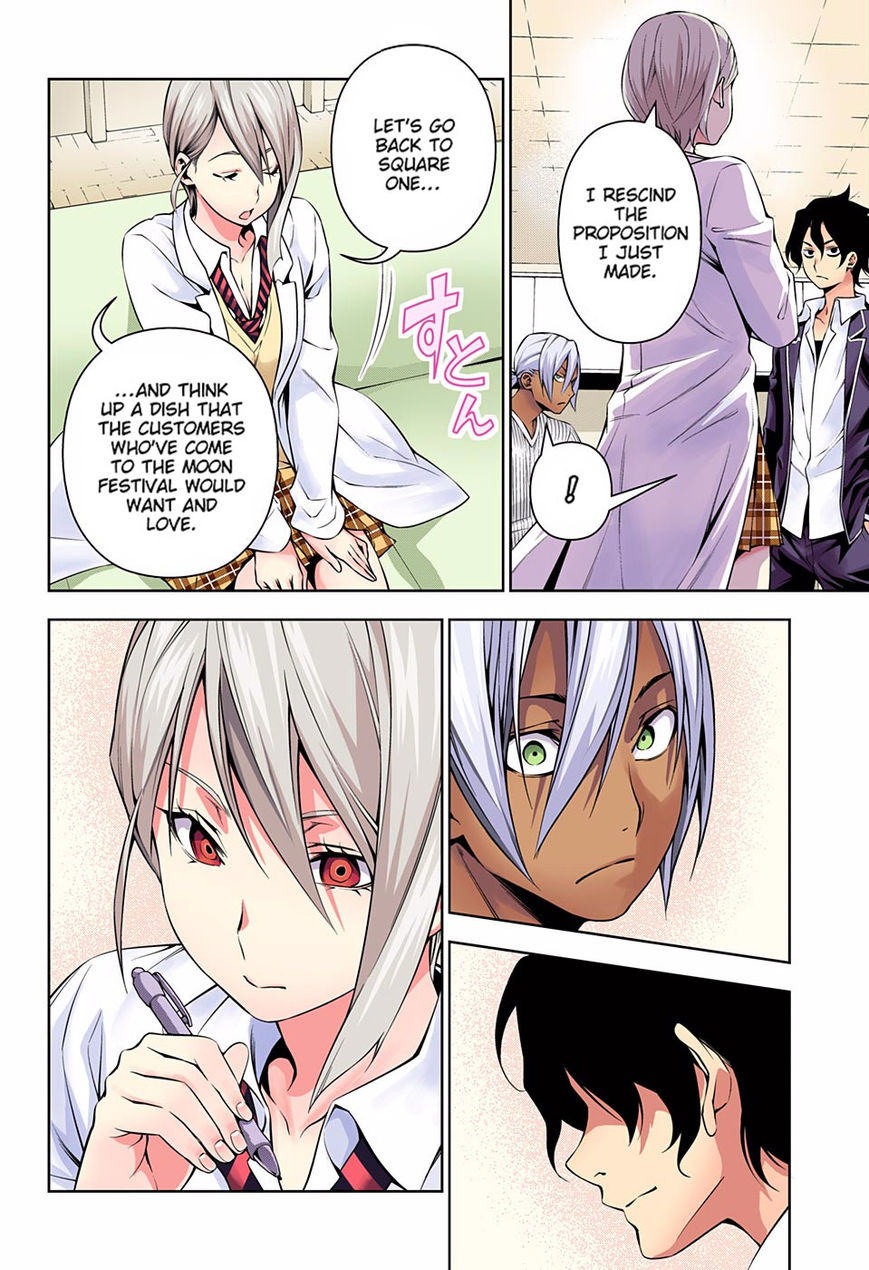 I RESCIND
THE
PROPOSITION
I JUST
MADE.
!
LET'S GO
BACK TO
SQUARE
ONE...
すとん
...AND THINK
UP A DISH THAT
THE CUSTOMERS
WHO'VE COME
TO THE MOON
FESTIVAL WOULD
WANT AND
LOVE.